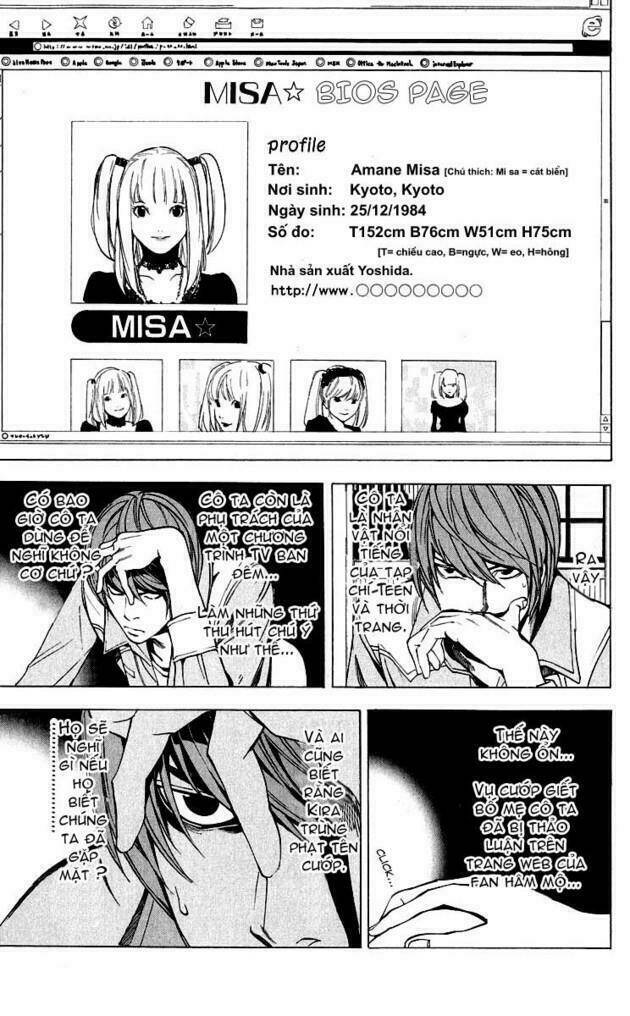 MISA☆ BIOS PAGE
profile
Tên: Amane Misa [Chú thích: Mi sa = cát biển]
Nơi sinh: Kyoto, Kyoto
Ngày sinh: 25/12/1984
Số đo: T152cm B76cm W51cm H75cm
[T= chiều cao, B=ngực, W= eo, H=hông]
Nhà sản xuất Yoshida.
http://www.○○○○○○○○○
MISA☆
RA
VẬY
CÔ TA
LÀ NHÂN
VẬT NỔI
TIẾNG
CỦA TẠP
CHÍ TEEN
VÀ THỜI
TRANG.
CÔ TA CÒN LÀ
PHỤ TRÁCH CỦA
MỘT CHƯƠNG
TRÌNH TV BAN
ĐÊM...
LÀM NHỮNG THỨ
THU HÚT CHÚ Ý
NHƯ THẾ...
CÓ BAO
GIỜ CÔ TA
DÙNG ĐỂ
NGHĨ KHÔNG
CƠ CHỨ ?
THẾ NÀY
KHÔNG ỔN...
VỤ CƯỚP GIẾT
BỐ MẸ CÔ TA
ĐÃ BỊ THẢO
LUẬN TRÊN
TRANG WEB CỦA
FAN HÂM MỘ...
CLICK...
VÀ AI
CŨNG
BIẾT
RẰNG
KIRA
TRỪNG
PHẠT TÊN
CƯỚP.
HỌ SẼ
NGHĨ
GÌ NẾU
HỌ
BIẾT
CHÚNG
TA ĐÃ
GẶP
MẶT ?